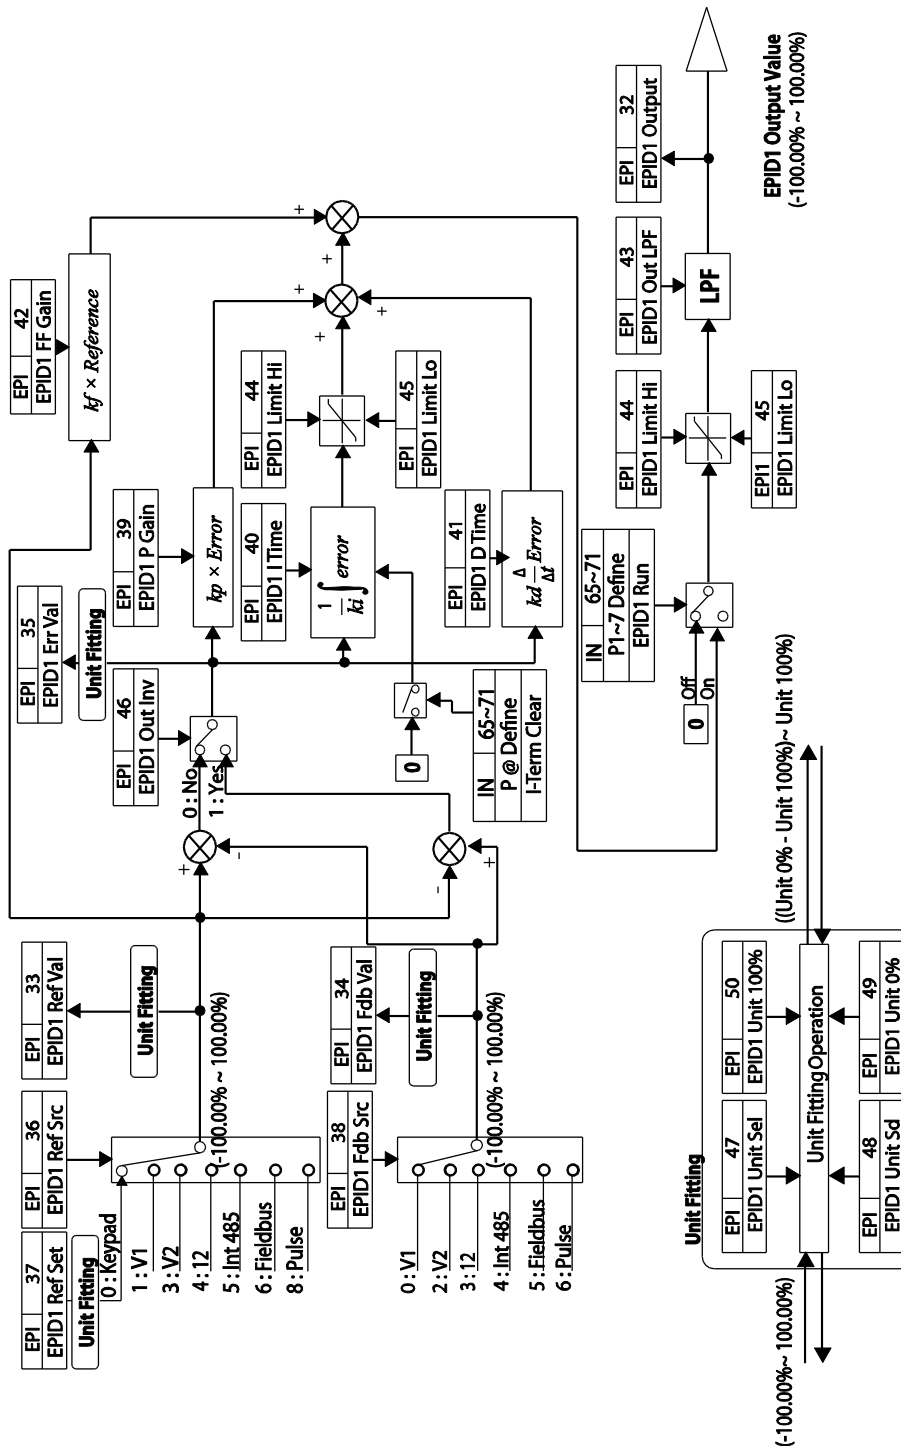 EPI 37
EPID1 Ref Set
Unit Fitting
EPI 36
EPID1 Ref Src
0 : Keypad
1 : V1
3 : V2
4 : 12
5 : Int 485
6 : Fieldbus
8 : Pulse
(-100.00% ~ 100.00%)
EPI 33
EPID1 Ref Val
Unit Fitting
EPI 38
EPID1 Fdb Src
0 : V1
2 : V2
3 : 12
4 : Int 485
5 : Fieldbus
6 : Pulse
(-100.00% ~ 100.00%)
EPI 34
EPID1 Fdb Val
Unit Fitting
+
-
-
+
0 : No
1 : Yes
EPI 46
EPID1 Out Inv
EPI 35
EPID1 Err Val
Unit Fitting
EPI 42
EPID1 FF Gain
kf × Reference
EPI 39
EPID1 P Gain
kp × Error
EPI 40
EPID1 I Time
1/ki ∫ error
EPI 44
EPID1 Limit Hi
EPI 45
EPID1 Limit Lo
EPI 41
EPID1 D Time
kd Δ/Δt Error
0
IN 65~71
P @ Define
I-Term Clear
+
+
+
+
+
0
Off
On
IN 65~71
P1~7 Define
EPID1 Run
EPI 44
EPID1 Limit Hi
EPI1 45
EPID1 Limit Lo
EPI 43
EPID1 Out LPF
LPF
EPI 32
EPID1 Output
EPID1 Output Value
(-100.00% ~ 100.00%)
Unit Fitting
(-100.00%~ 100.00%)
EPI 47
EPID1 Unit Sel
EPI 50
EPID1 Unit 100%
Unit Fitting Operation
EPI 48
EPID1 Unit Sd
EPI 49
EPID1 Unit 0%
((Unit 0% - Unit 100%)~ Unit 100%)